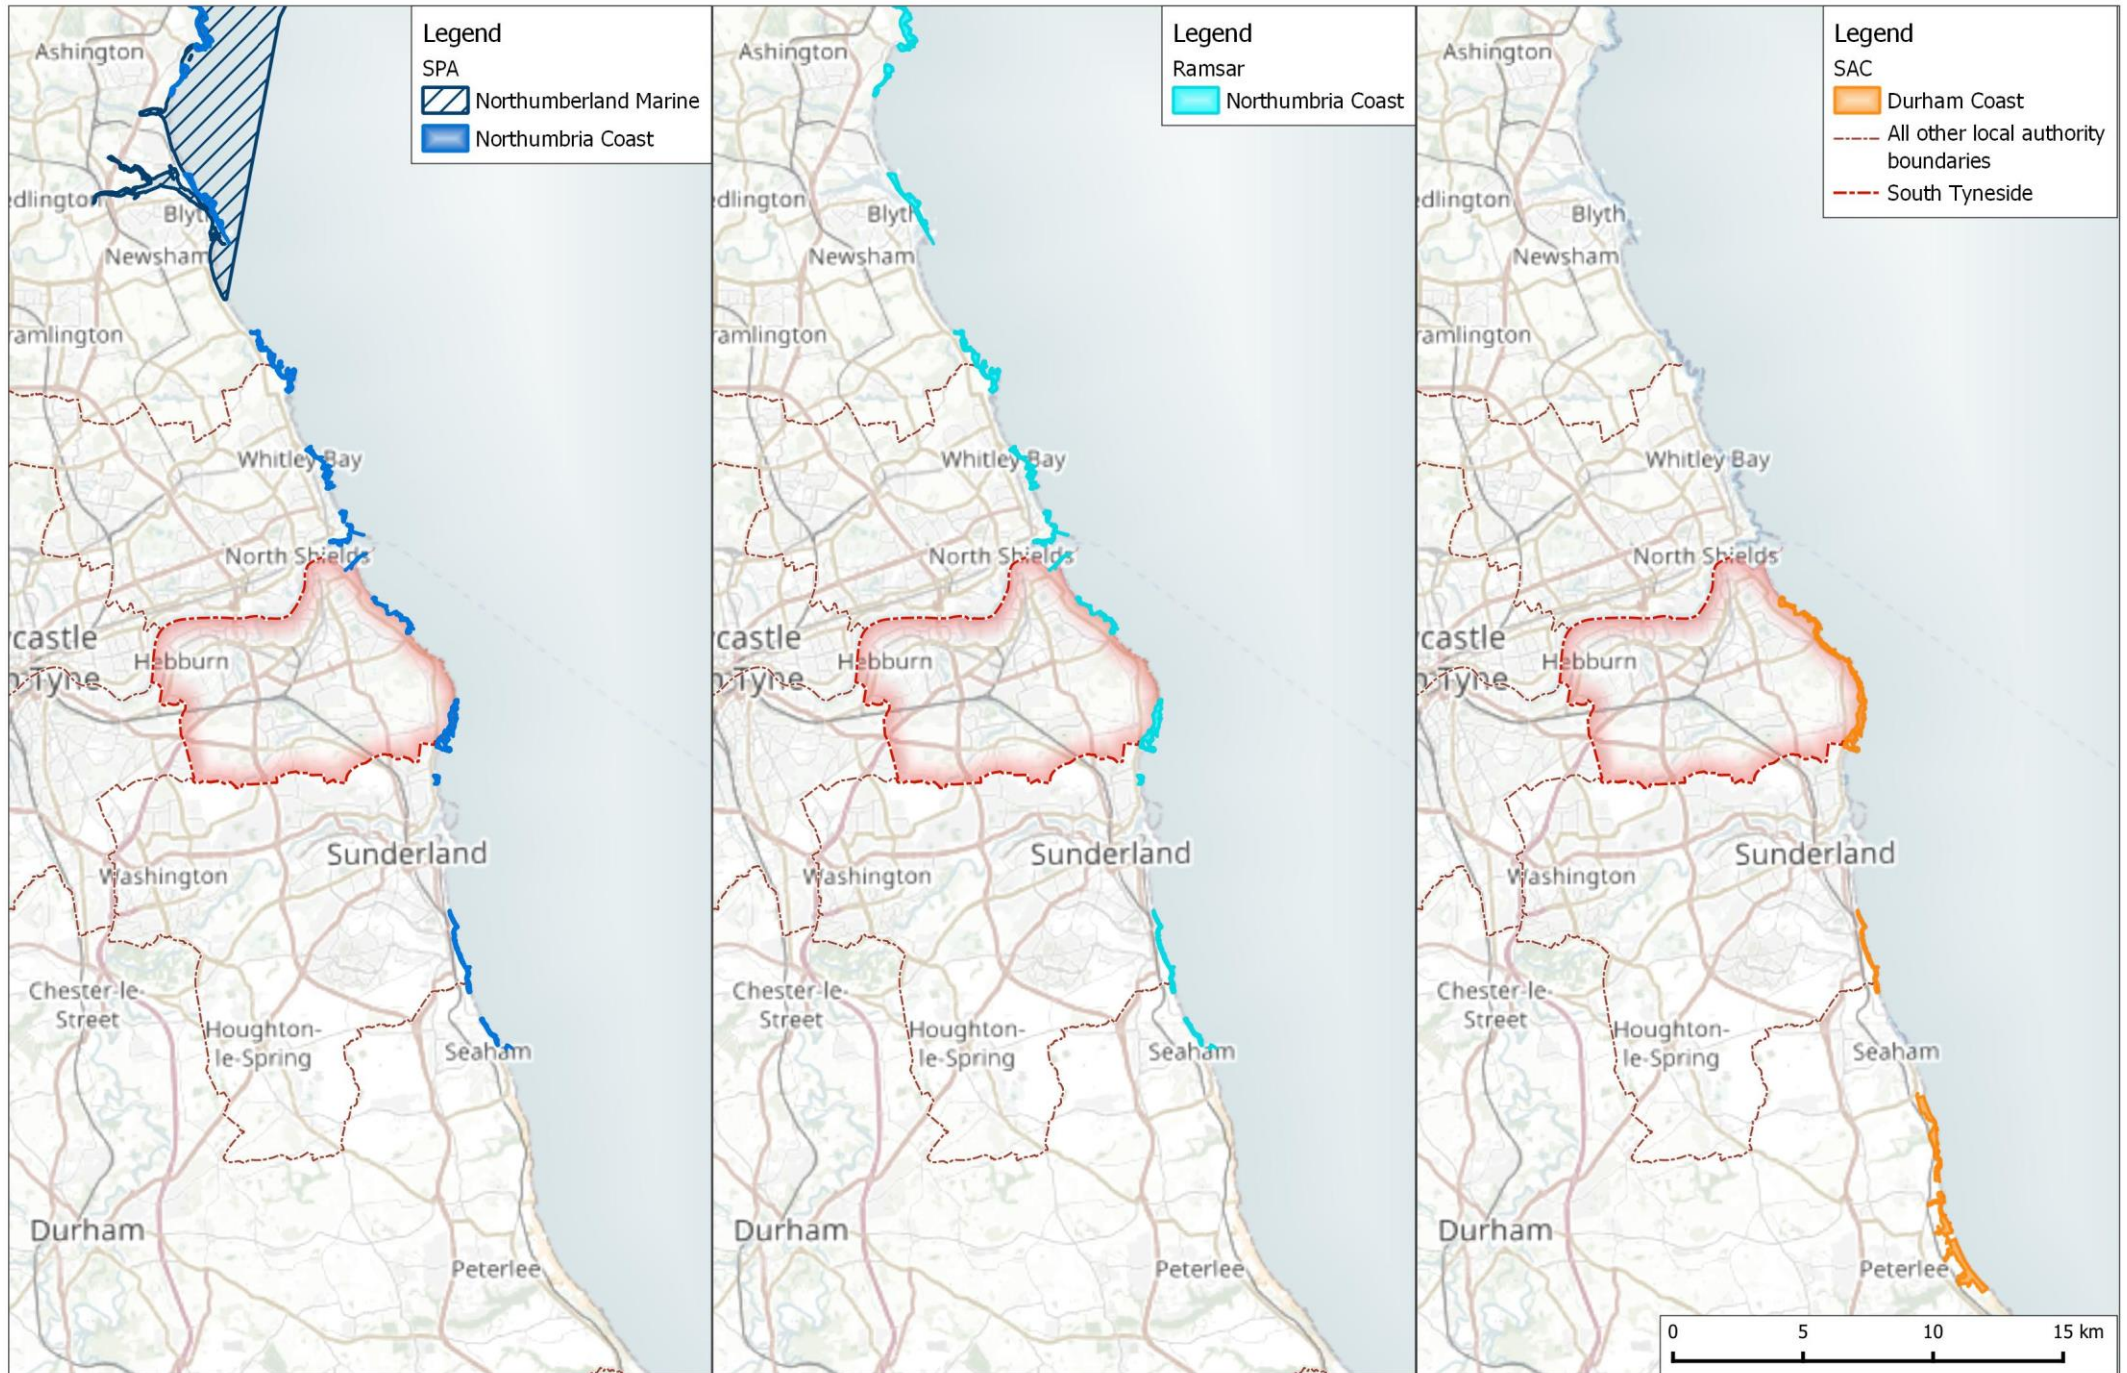 Ashington
Legend
SPA
Northumberland Marine
Northumbria Coast
edlington
Blyth
Newsham
ramlington
Whitley Bay
North Shields
vcastle
n Tyne
Hebburn
Sunderland
Washington
Chester-le-
Street
Houghton-
le-Spring
Seaham
Durham
Peterlee
Ashington
Legend
Ramsar
Northumbria Coast
edlington
Blyth
Newsham
ramlington
Whitley Bay
North Shields
vcastle
n Tyne
Hebburn
Sunderland
Washington
Chester-le-
Street
Houghton-
le-Spring
Seaham
Durham
Peterlee
Ashington
Legend
SAC
Durham Coast
All other local authority
boundaries
South Tyneside
edlington
Blyth
Newsham
ramlington
Whitley Bay
North Shields
vcastle
n Tyne
Hebburn
Sunderland
Washington
Chester-le-
Street
Houghton-
le-Spring
Seaham
Durham
Peterlee
0 5 10 15 km